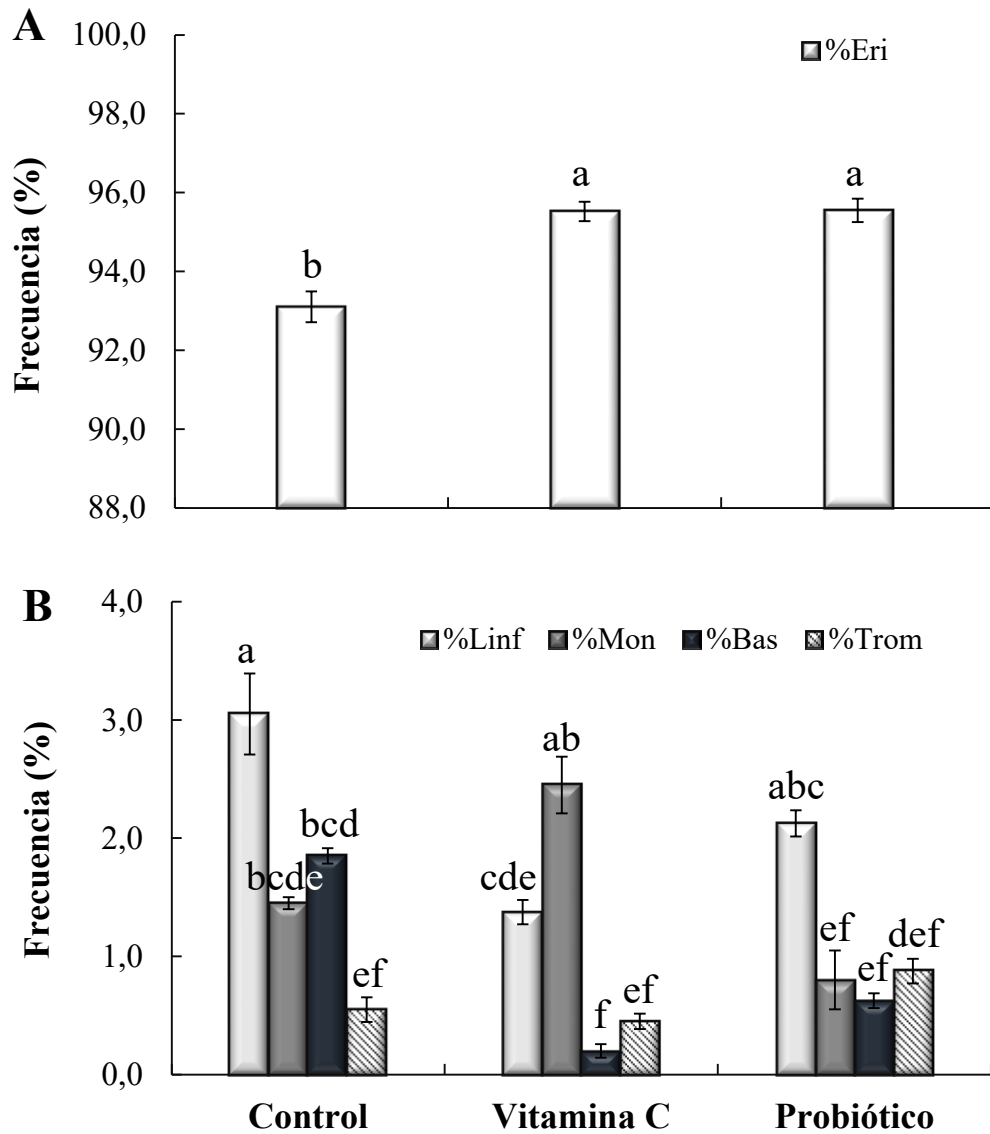 A
Frecuencia (%)
100,0
98,0
96,0
94,0
92,0
90,0
88,0
%Eri
b
a
a
B
Frecuencia (%)
4,0
3,0
2,0
1,0
0,0
%Linf %Mon %Bas %Trom
a
bcde
bcd
ef
cde
ab
f
ef
abc
ef
ef
def
Control Vitamina C Probiótico